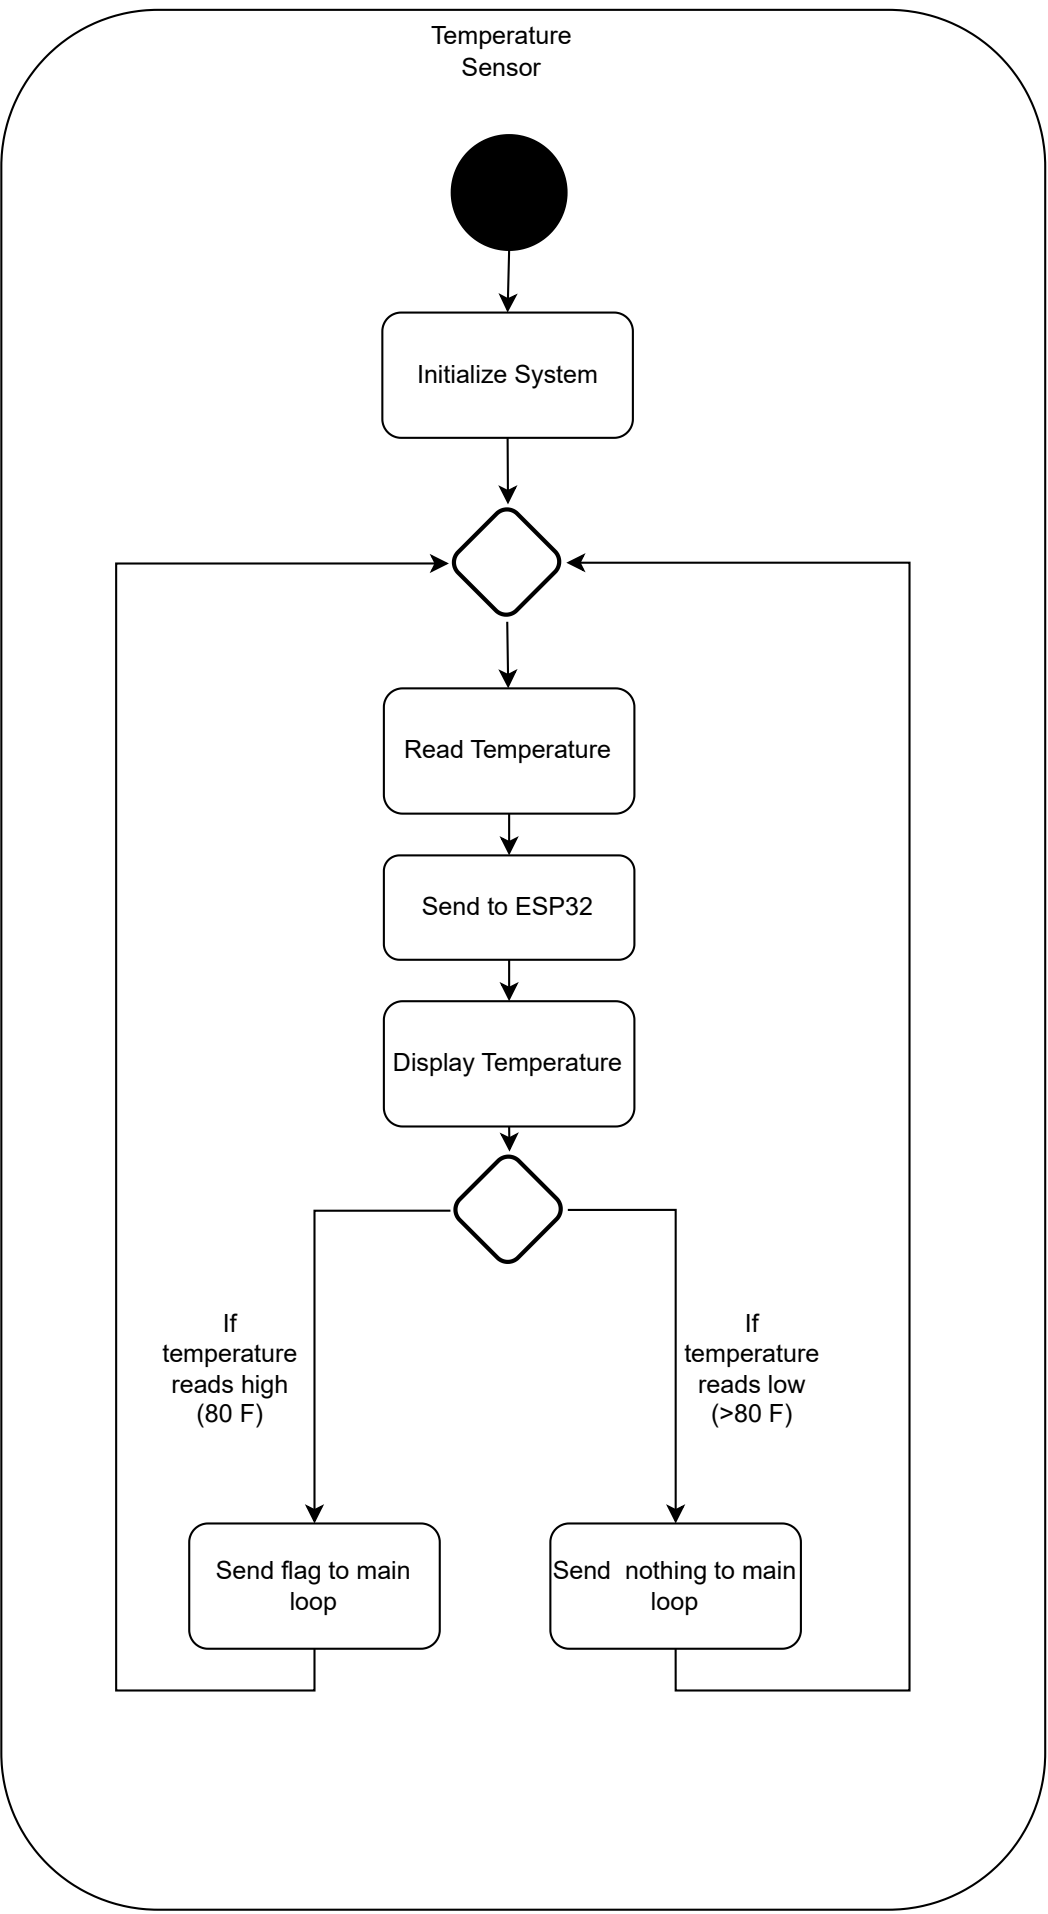 Temperature
Sensor
Initialize System
Read Temperature
Send to ESP32
Display Temperature
If
temperature
reads high
(80 F)
If
temperature
reads low
(>80 F)
Send flag to main
loop
Send  nothing to main
loop